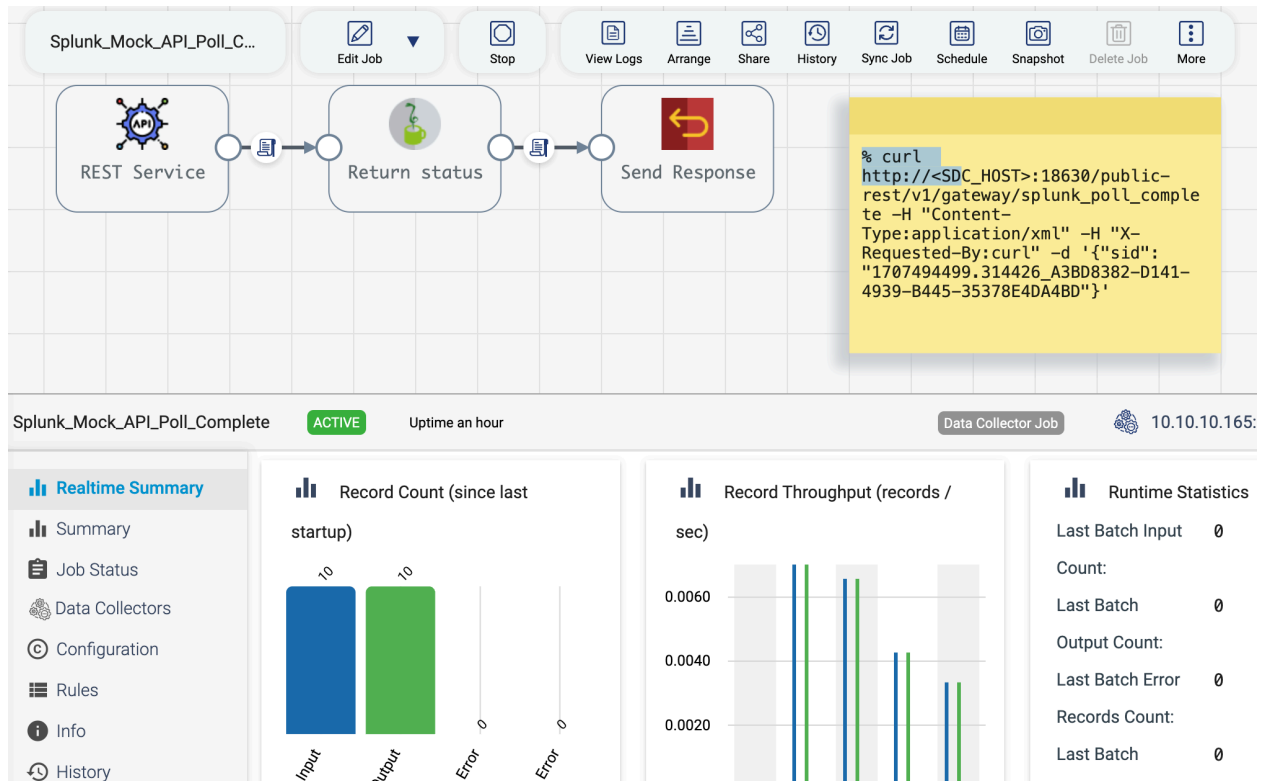 Splunk_Mock_API_Poll_C...
Edit Job
Stop
View Logs
Arrange
Share
History
Sync Job
Schedule
Snapshot
Delete Job
More
API
REST Service
Return status
Send Response
% curl
http://<SDC_HOST>:18630/public-
rest/v1/gateway/splunk_poll_comple
te -H "Content-
Type:application/xml" -H "X-
Requested-By:curl" -d '{"sid":
"1707494499.314426_A3BD8382-D141-
4939-B445-35378E4DA4BD"}'
Splunk_Mock_API_Poll_Complete
ACTIVE
Uptime an hour
Data Collector Job
10.10.10.165:
Realtime Summary
Summary
Job Status
Data Collectors
C
Configuration
Rules
Info
History
Record Count (since last
startup)
10
10
0
0
Input
utput
Error
Error
Record Throughput (records /
sec)
0.0060
0.0040
0.0020
Runtime Statistics
Last Batch Input
0
Count:
Last Batch
0
Output Count:
Last Batch Error
0
Records Count:
Last Batch
0